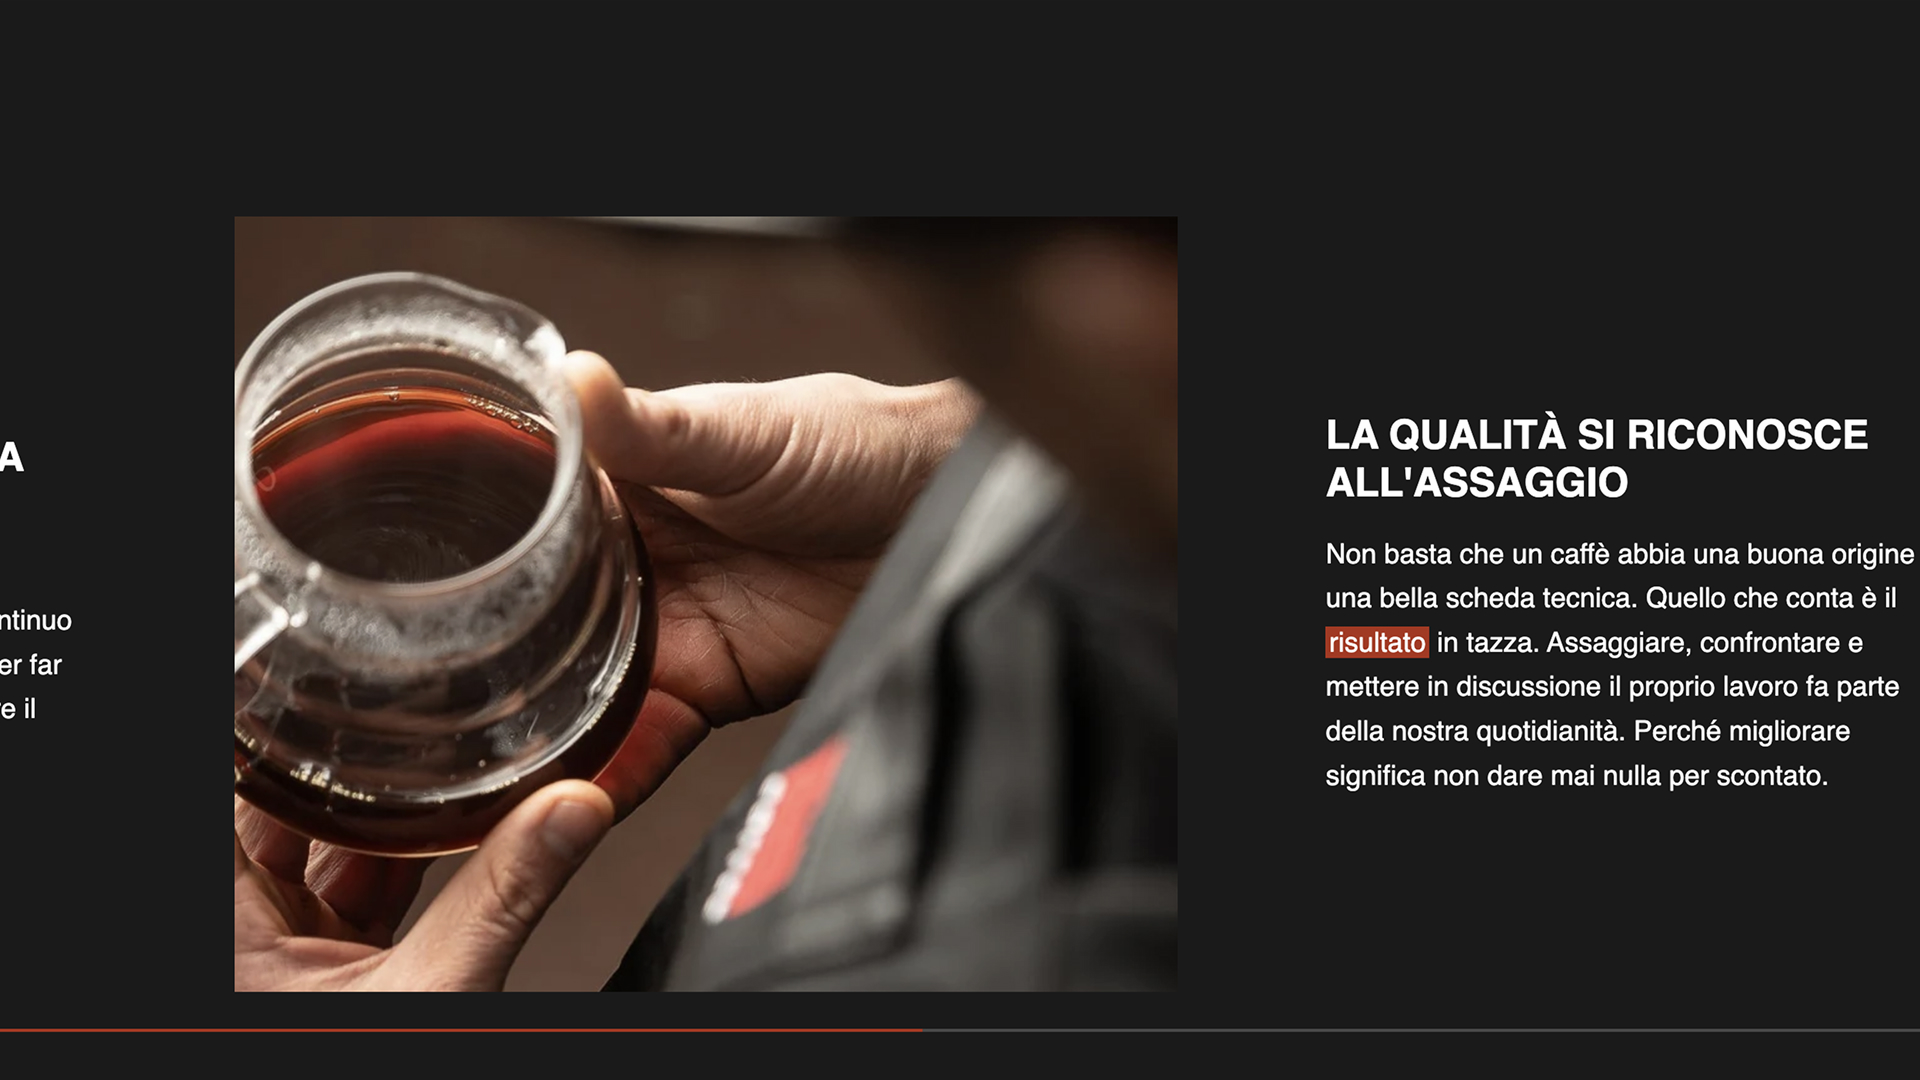 A
ntinuo
er far
e il
LA QUALITÀ SI RICONOSCE
ALL'ASSAGGIO
Non basta che un caffè abbia una buona origine
una bella scheda tecnica. Quello che conta è il
risultato in tazza. Assaggiare, confrontare e
mettere in discussione il proprio lavoro fa parte
della nostra quotidianità. Perché migliorare
significa non dare mai nulla per scontato.